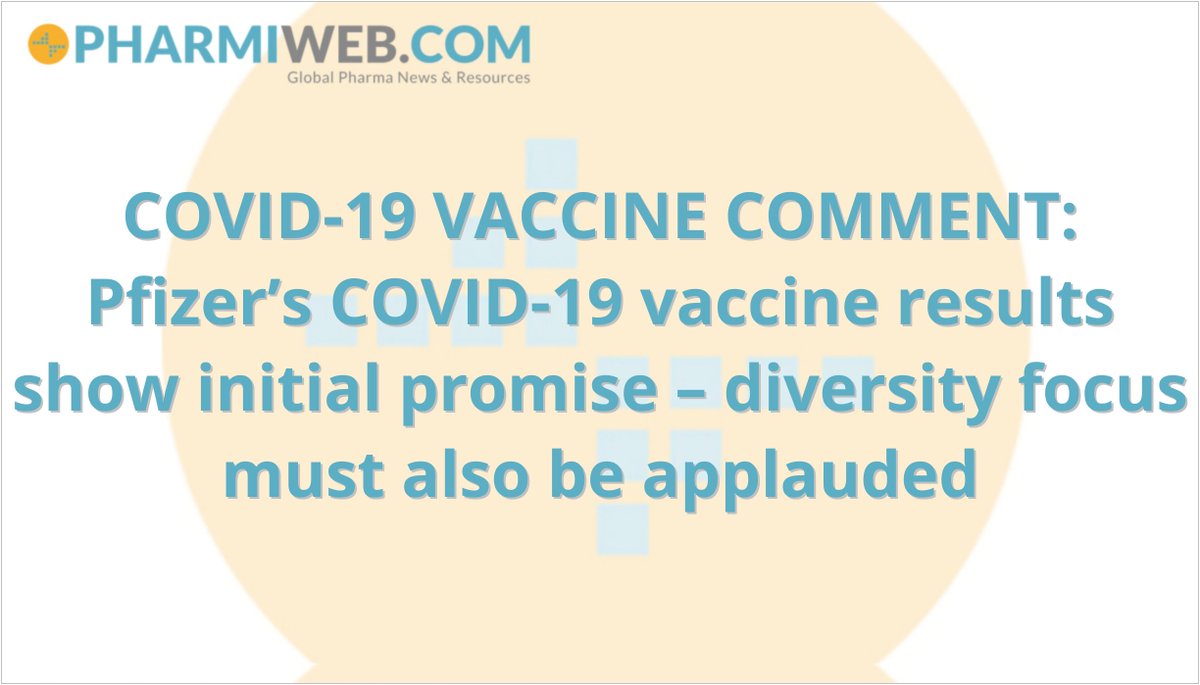 PHARMIWEB.COM
Global Pharma News & Resources
COVID-19 VACCINE COMMENT:
Pfizer’s COVID-19 vaccine results
show initial promise – diversity focus
must also be applauded